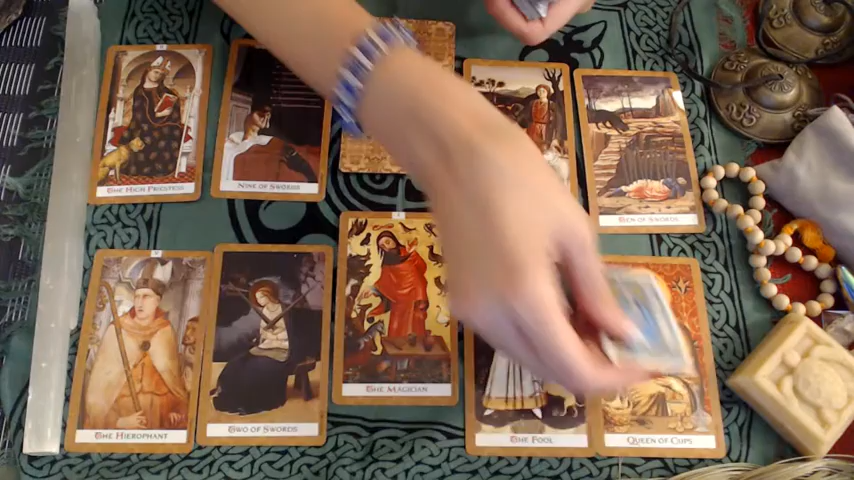 The High Priestess
Nine of Swords
Ten of Swords
The Hierophant
Two of Swords
The Magician
The Fool
Queen of Cups